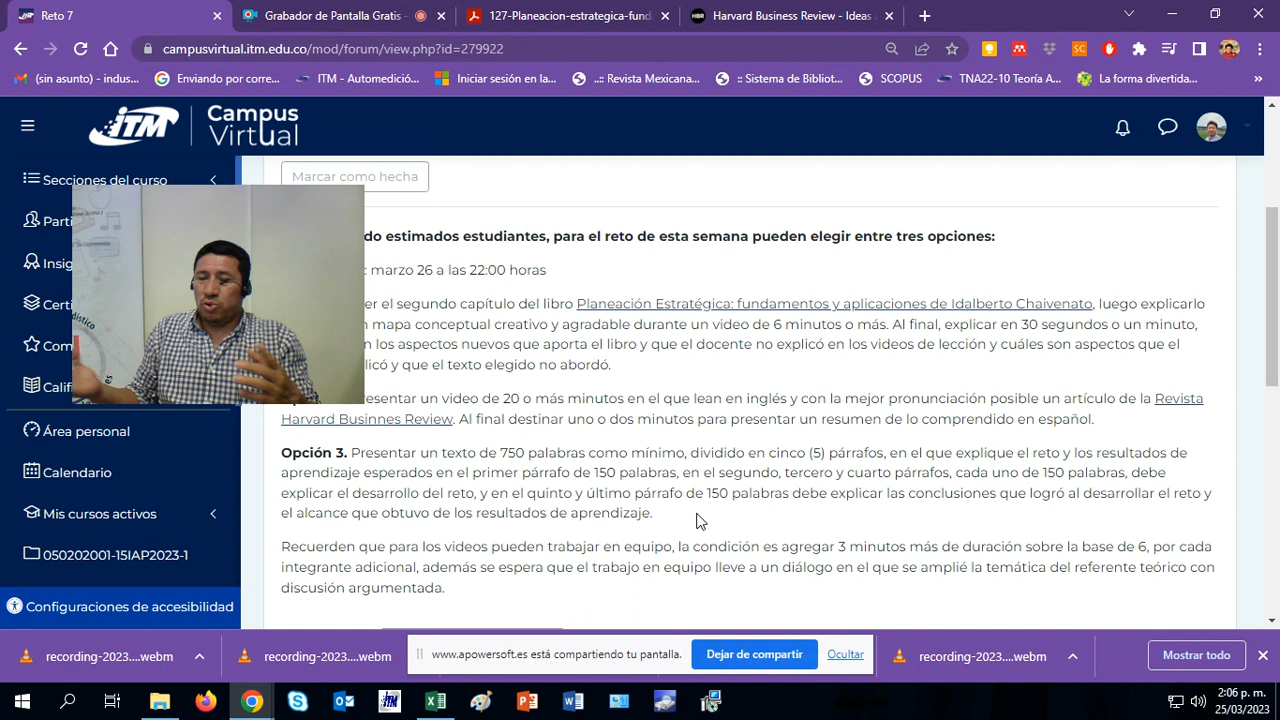 Reto 7
Grabador de Pantalla Gratis -
127-Planeacion-estrategica-fund
Harvard Business Review - Ideas
campusvirtual.itm.edu.co/mod/forum/view.php?id=279922
(sin asunto) - indus...
Enviando por corre...
ITM - Automedició...
Iniciar sesión en la...
..:: Revista Mexicana...
:: Sistema de Bibliot...
SCOPUS
TNA22-10 Teoría A...
La forma divertida...
iTM
Campus
Virtual
Secciones del curso
Parti
Insig
Certi
Com
Calif
Área personal
Calendario
Mis cursos activos
050202001-15IAP2023-1
Configuraciones de accesibilidad
Marcar como hecha
do estimados estudiantes, para el reto de esta semana pueden elegir entre tres opciones:
: marzo 26 a las 22:00 horas
er el segundo capítulo del libro Planeación Estratégica: fundamentos y aplicaciones de Idalberto Chaivenato, luego explicarlo
n mapa conceptual creativo y agradable durante un video de 6 minutos o más. Al final, explicar en 30 segundos o un minuto,
n los aspectos nuevos que aporta el libro y que el docente no explicó en los videos de lección y cuáles son aspectos que el
licó y que el texto elegido no abordó.
resentar un video de 20 o más minutos en el que lean en inglés y con la mejor pronunciación posible un artículo de la Revista
Harvard Businnes Review. Al final destinar uno o dos minutos para presentar un resumen de lo comprendido en español.
Opción 3. Presentar un texto de 750 palabras como mínimo, dividido en cinco (5) párrafos, en el que explique el reto y los resultados de
aprendizaje esperados en el primer párrafo de 150 palabras, en el segundo, tercero y cuarto párrafos, cada uno de 150 palabras, debe
explicar el desarrollo del reto, y en el quinto y último párrafo de 150 palabras debe explicar las conclusiones que logró al desarrollar el reto y
el alcance que obtuvo de los resultados de aprendizaje.
Recuerden que para los videos pueden trabajar en equipo, la condición es agregar 3 minutos más de duración sobre la base de 6, por cada
integrante adicional, además se espera que el trabajo en equipo lleve a un diálogo en el que se amplié la temática del referente teórico con
discusión argumentada.
recording-2023....webm
recording-2023....webm
www.apowersoft.es está compartiendo tu pantalla.
Dejar de compartir
Ocultar
recording-2023....webm
Mostrar todo
2:06 p. m.
25/03/2023